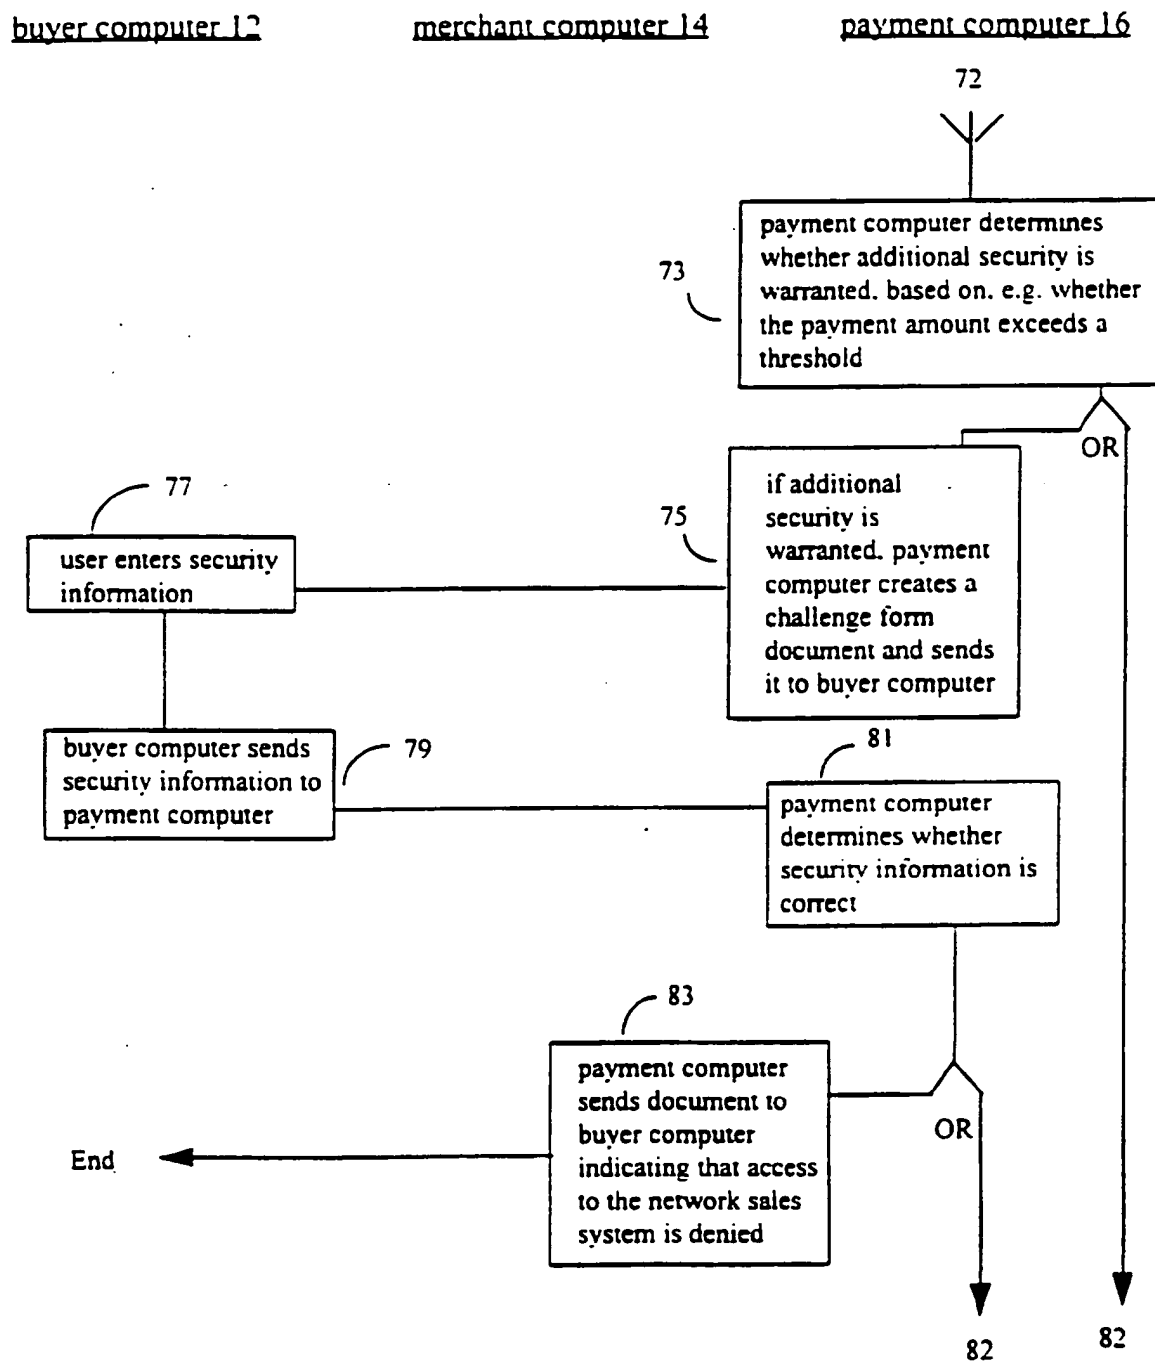 buyer computer 12
merchant computer 14
payment computer 16
72
73
payment computer determines
whether additional security is
warranted, based on, e.g. whether
the payment amount exceeds a
threshold
OR
75
if additional
security is
warranted, payment
computer creates a
challenge form
document and sends
it to buyer computer
77
user enters security
information
79
buyer computer sends
security information to
payment computer
81
payment computer
determines whether
security information is
correct
83
payment computer
sends document to
buyer computer
indicating that access
to the network sales
system is denied
OR
End
82
82